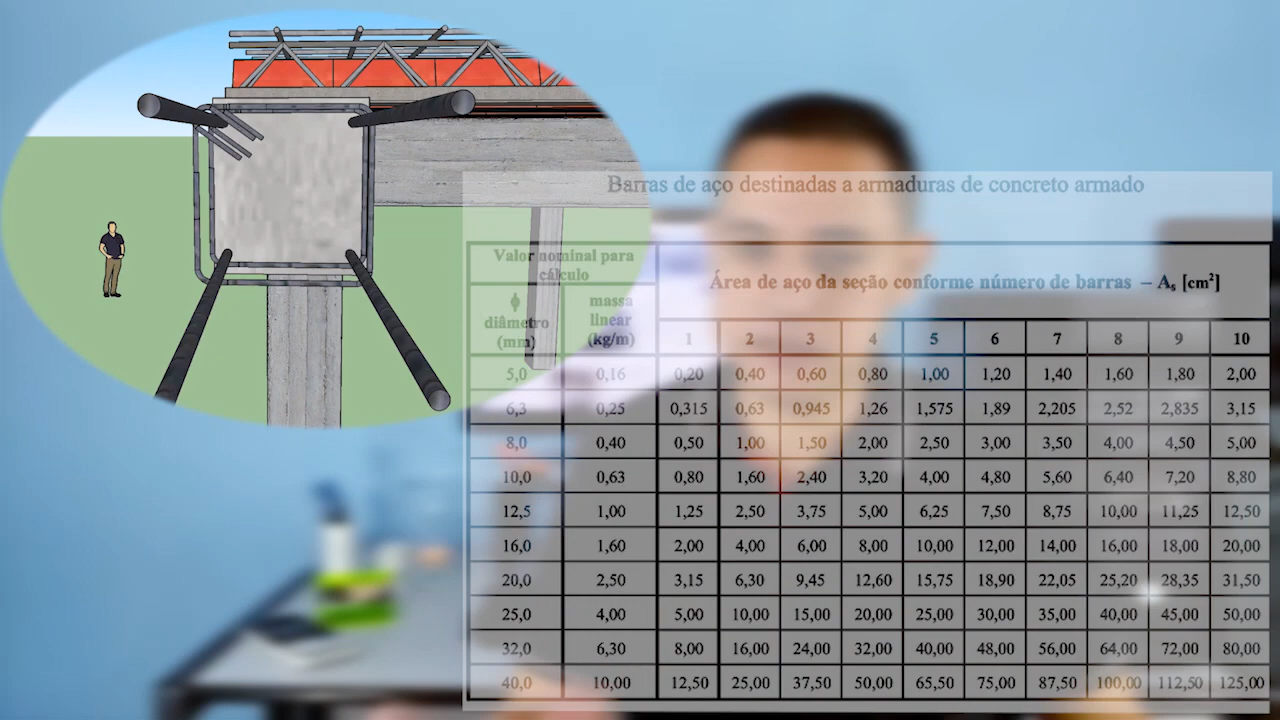 Barras de aço destinadas a armaduras de concreto armado
Valor nominal para cálculo
Área de aço da seção conforme número de barras – As [cm²]
ϕ diâmetro (mm) massa linear (kg/m) 1 2 3 4 5 6 7 8 9 10
5,0 0,16 0,20 0,40 0,60 0,80 1,00 1,20 1,40 1,60 1,80 2,00
6,3 0,25 0,315 0,63 0,945 1,26 1,575 1,89 2,205 2,52 2,835 3,15
8,0 0,40 0,50 1,00 1,50 2,00 2,50 3,00 3,50 4,00 4,50 5,00
10,0 0,63 0,80 1,60 2,40 3,20 4,00 4,80 5,60 6,40 7,20 8,80
12,5 1,00 1,25 2,50 3,75 5,00 6,25 7,50 8,75 10,00 11,25 12,50
16,0 1,60 2,00 4,00 6,00 8,00 10,00 12,00 14,00 16,00 18,00 20,00
20,0 2,50 3,15 6,30 9,45 12,60 15,75 18,90 22,05 25,20 28,35 31,50
25,0 4,00 5,00 10,00 15,00 20,00 25,00 30,00 35,00 40,00 45,00 50,00
32,0 6,30 8,00 16,00 24,00 32,00 40,00 48,00 56,00 64,00 72,00 80,00
40,0 10,00 12,50 25,00 37,50 50,00 65,50 75,00 87,50 100,00 112,50 125,00